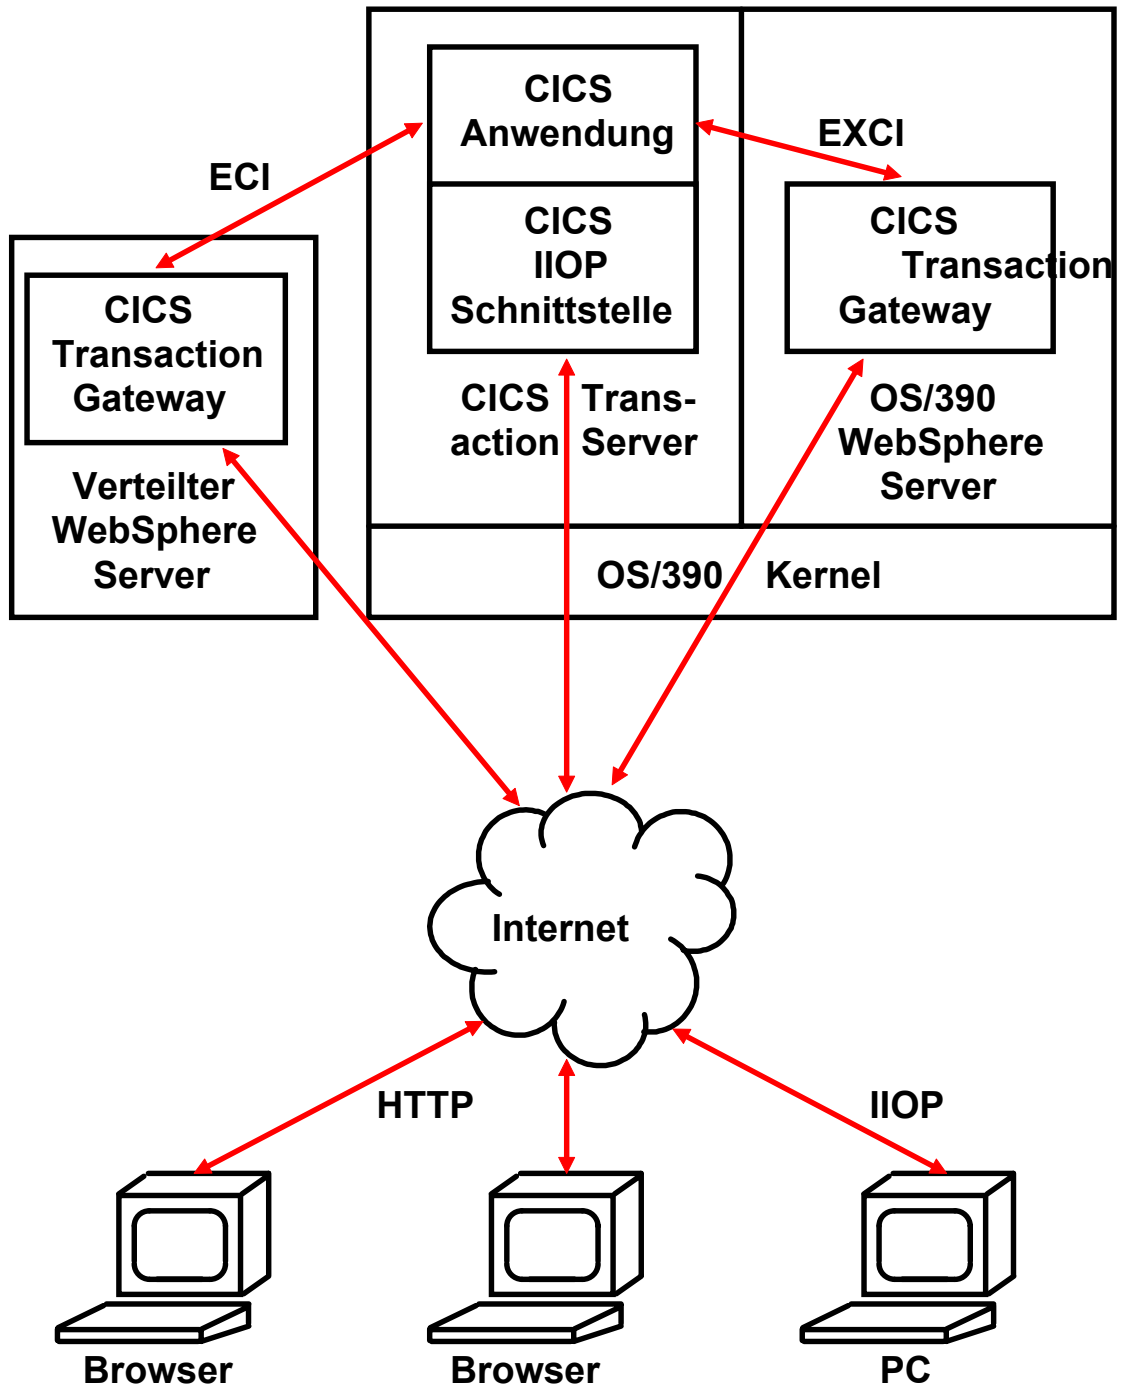 CICS
Anwendung
EXCI
ECI
CICS
IIOP
Schnittstelle
CICS
Transaction
Gateway
CICS
Transaction
Gateway
CICS Trans-
action Server
OS/390
WebSphere
Server
Verteilter
WebSphere
Server
OS/390 Kernel
Internet
HTTP
IIOP
Browser
Browser
PC